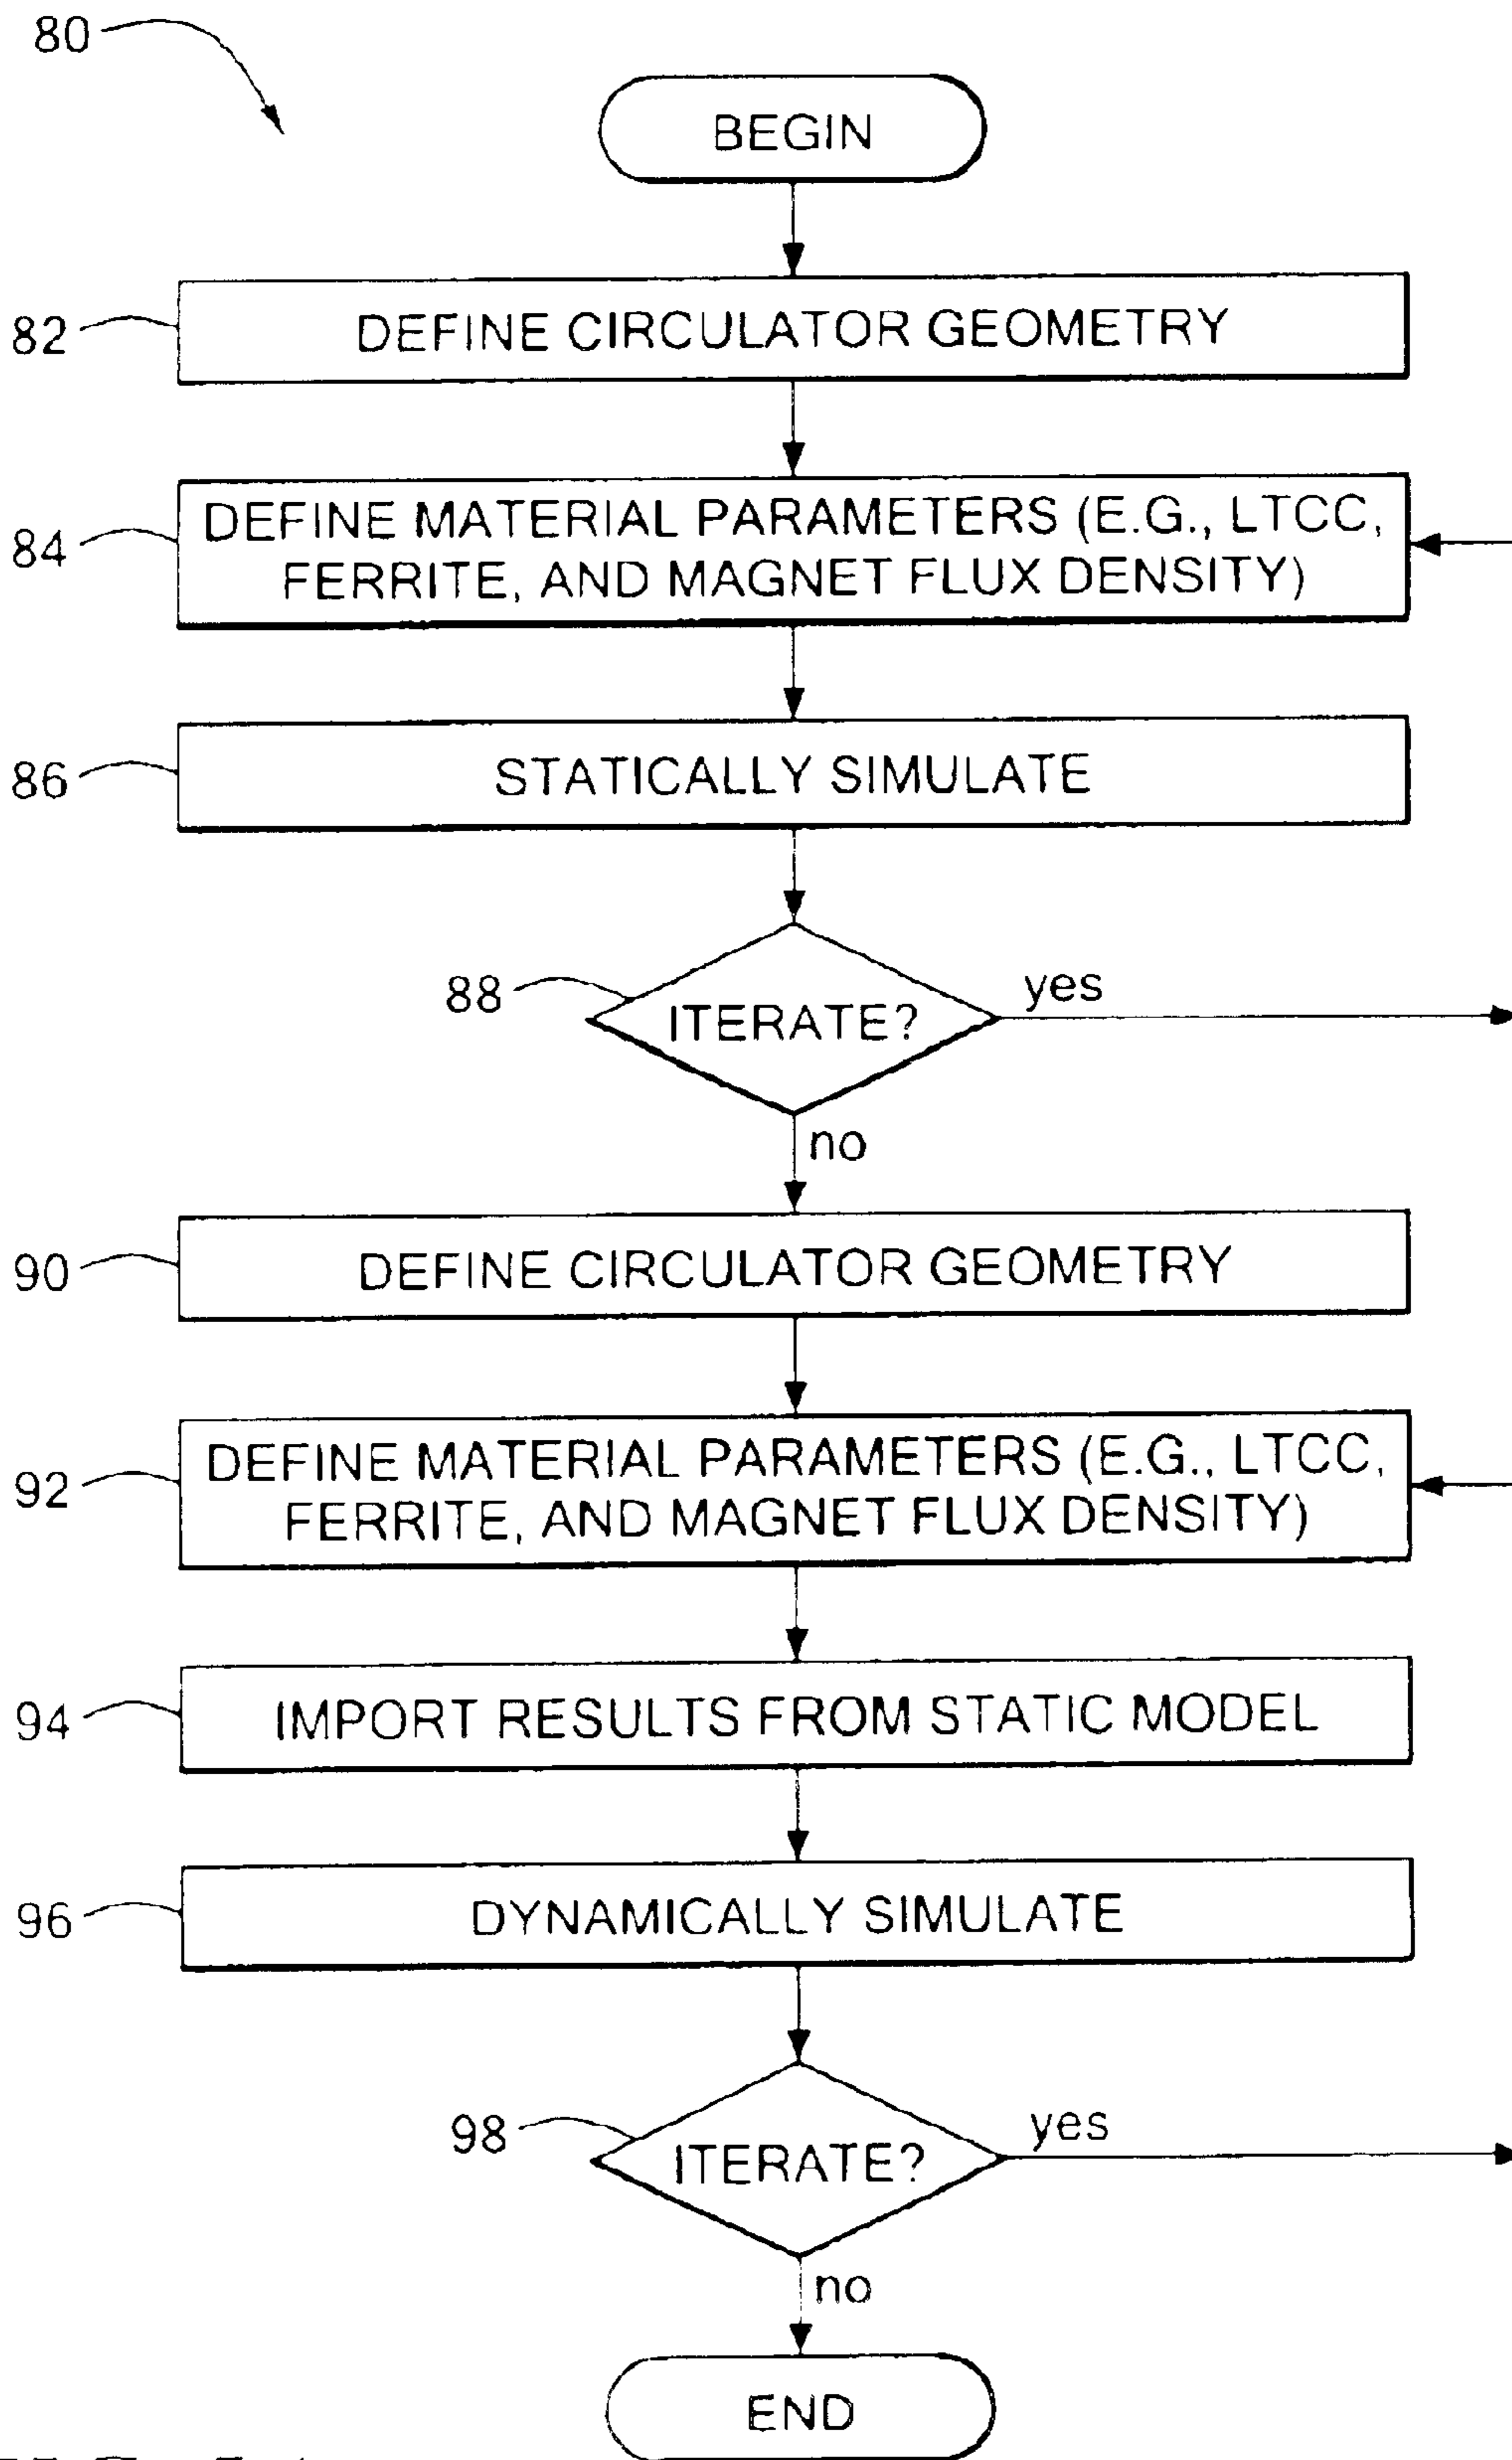 80
BEGIN
82
DEFINE CIRCULATOR GEOMETRY
84
DEFINE MATERIAL PARAMETERS (E.G., LTCC,
FERRITE, AND MAGNET FLUX DENSITY)
86
STATICALLY SIMULATE
88
ITERATE?
yes
no
90
DEFINE CIRCULATOR GEOMETRY
92
DEFINE MATERIAL PARAMETERS (E.G., LTCC,
FERRITE, AND MAGNET FLUX DENSITY)
94
IMPORT RESULTS FROM STATIC MODEL
96
DYNAMICALLY SIMULATE
98
ITERATE?
yes
no
END